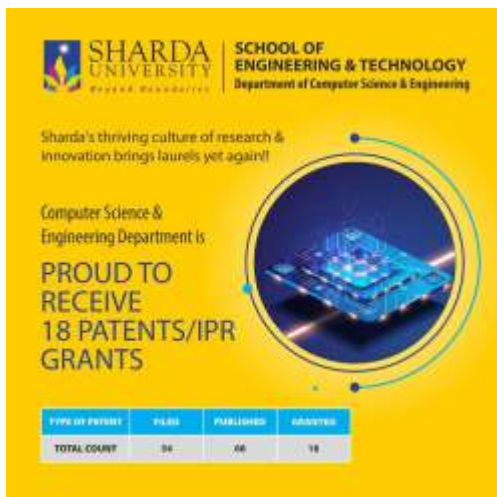 SHARDA
UNIVERSITY
Beyond Boundaries
SCHOOL OF
ENGINEERING & TECHNOLOGY
Department of Computer Science & Engineering
Sharda's thriving culture of research &
innovation brings laurels yet again!!
Computer Science &
Engineering Department is
PROUD TO
RECEIVE
18 PATENTS/IPR
GRANTS
TYPE OF PATENT FILED PUBLISHED GRANTED
TOTAL COUNT 18